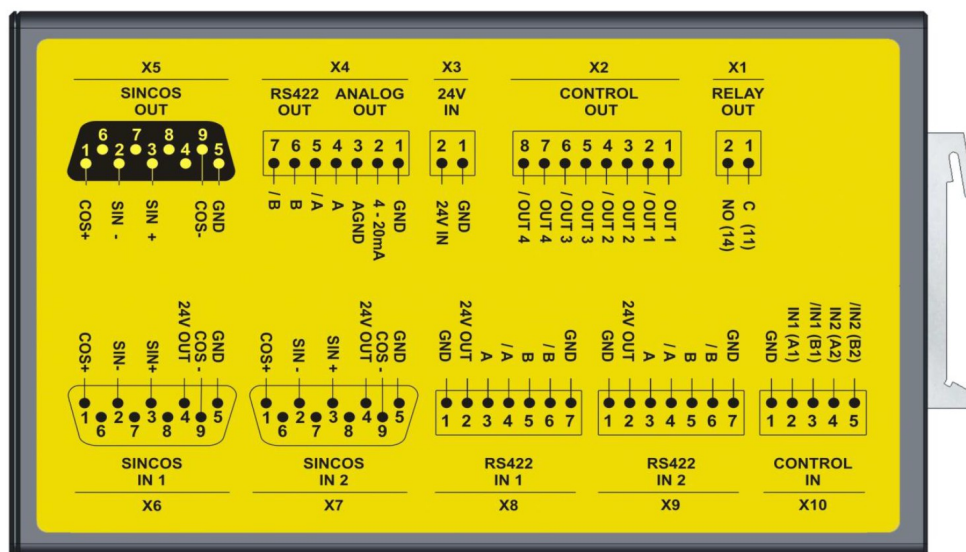 X5 X4 X3 X2 X1
SINCOS OUT
RS422 OUT
ANALOG OUT
24V IN
CONTROL OUT
RELAY OUT
6 7 8 9
1 2 3 4 5
7 6 5 4 3 2 1
2 1
8 7 6 5 4 3 2 1
2 1
COS+
SIN -
SIN +
COS-
GND
/B
B
/A
A
AGND
4 - 20mA
GND
24V IN
GND
/OUT 4
OUT 4
/OUT 3
OUT 3
/OUT 2
OUT 2
/OUT 1
OUT 1
NO (14)
C (11)
COS+
SIN-
SIN+
24V OUT
COS -
GND
COS+
SIN -
SIN +
24V OUT
COS -
GND
GND
24V OUT
A
/A
B
/B
GND
GND
24V OUT
A
/A
B
/B
GND
GND
IN1 (A1)
/IN1 (B1)
IN2 (A2)
/IN2 (B2)
1 2 3 4 5
6 7 8 9
1 2 3 4 5
6 7 8 9
1 2 3 4 5 6 7
1 2 3 4 5 6 7
1 2 3 4 5
SINCOS IN 1
SINCOS IN 2
RS422 IN 1
RS422 IN 2
CONTROL IN
X6 X7 X8 X9 X10